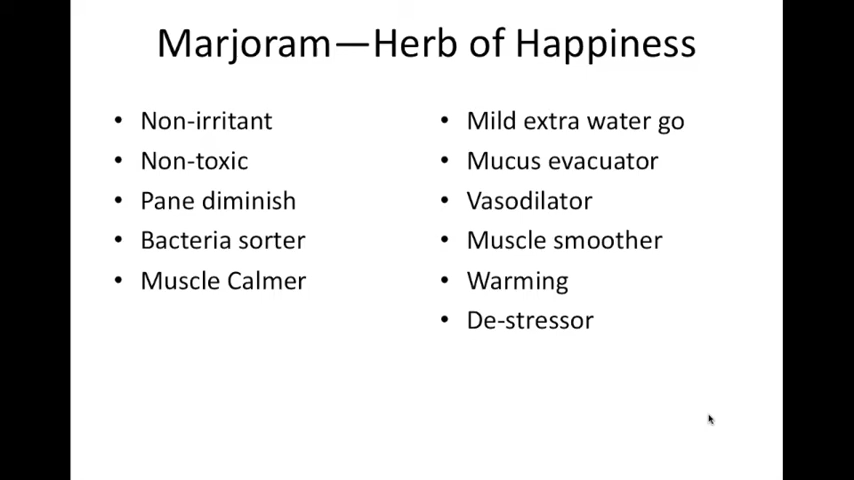 Marjoram—Herb of Happiness
• Non-irritant
• Non-toxic
• Pane diminish
• Bacteria sorter
• Muscle Calmer
• Mild extra water go
• Mucus evacuator
• Vasodilator
• Muscle smoother
• Warming
• De-stressor